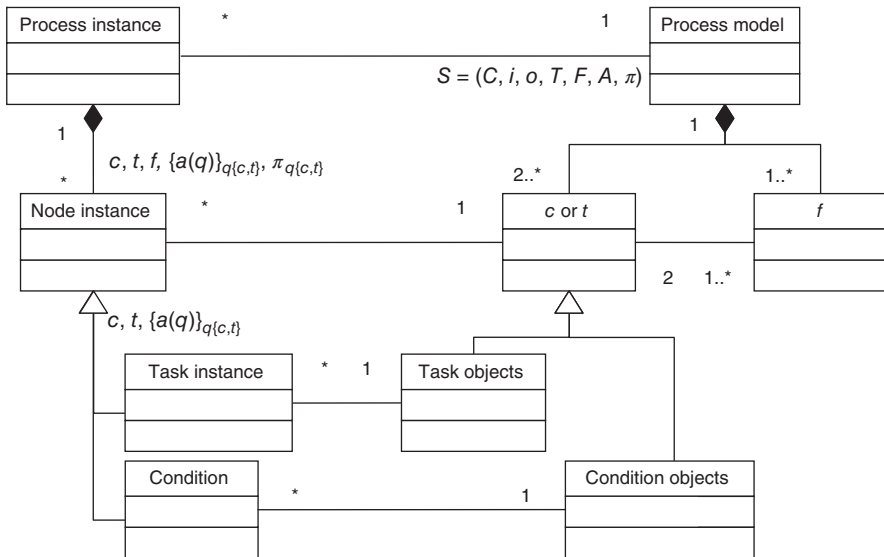 Process instance
*
1
Process model
S = (C, i, o, T, F, A, π)
1
1
c, t, f, {a(q)}q{c,t}, πq{c,t}
*
2..*
1..*
Node instance
*
1
c or t
f
2
1..*
c, t, {a(q)}q{c,t}
Task instance
*
1
Task objects
Condition
*
1
Condition objects